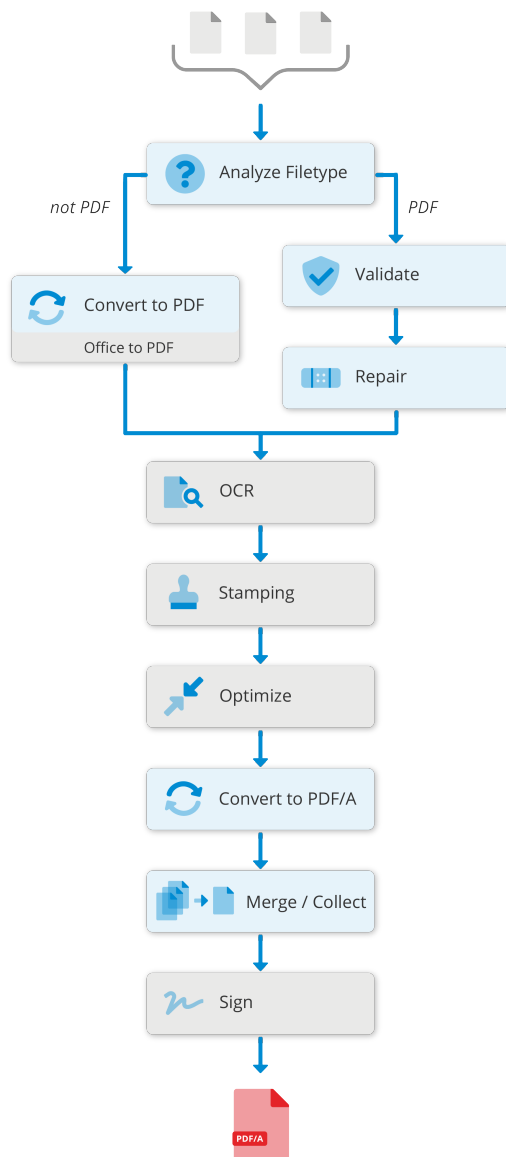 Analyze Filetype
not PDF
PDF
Validate
Convert to PDF
Office to PDF
Repair
OCR
Stamping
Optimize
Convert to PDF/A
Merge / Collect
Sign
PDF/A